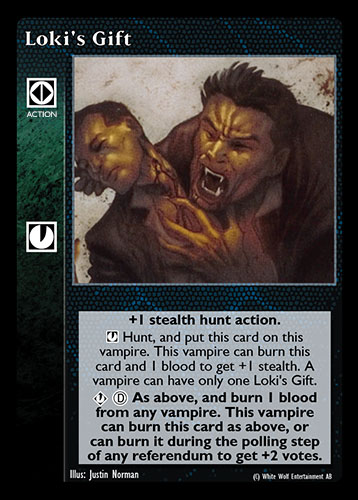 Loki's Gift
ACTION
+1 stealth hunt action.
Hunt, and put this card on this
vampire. This vampire can burn this
card and 1 blood to get +1 stealth. A
vampire can have only one Loki's Gift.
D As above, and burn 1 blood
from any vampire. This vampire
can burn this card as above, or
can burn it during the polling step
of any referendum to get +2 votes.
Illus: Justin Norman
(C) White Wolf Entertainment AB